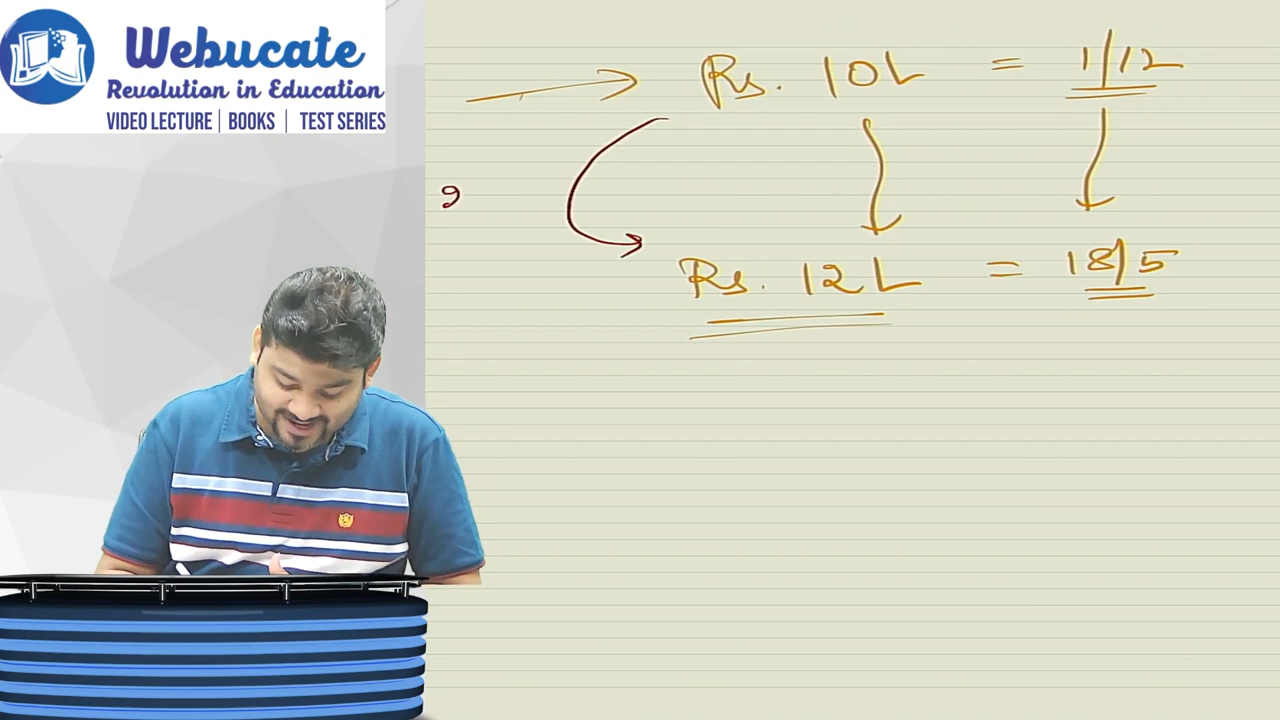 Webucate
Revolution in Education
VIDEO LECTURE | BOOKS | TEST SERIES
Rs. 10L = 1/12
9
Rs. 12L = 18/5